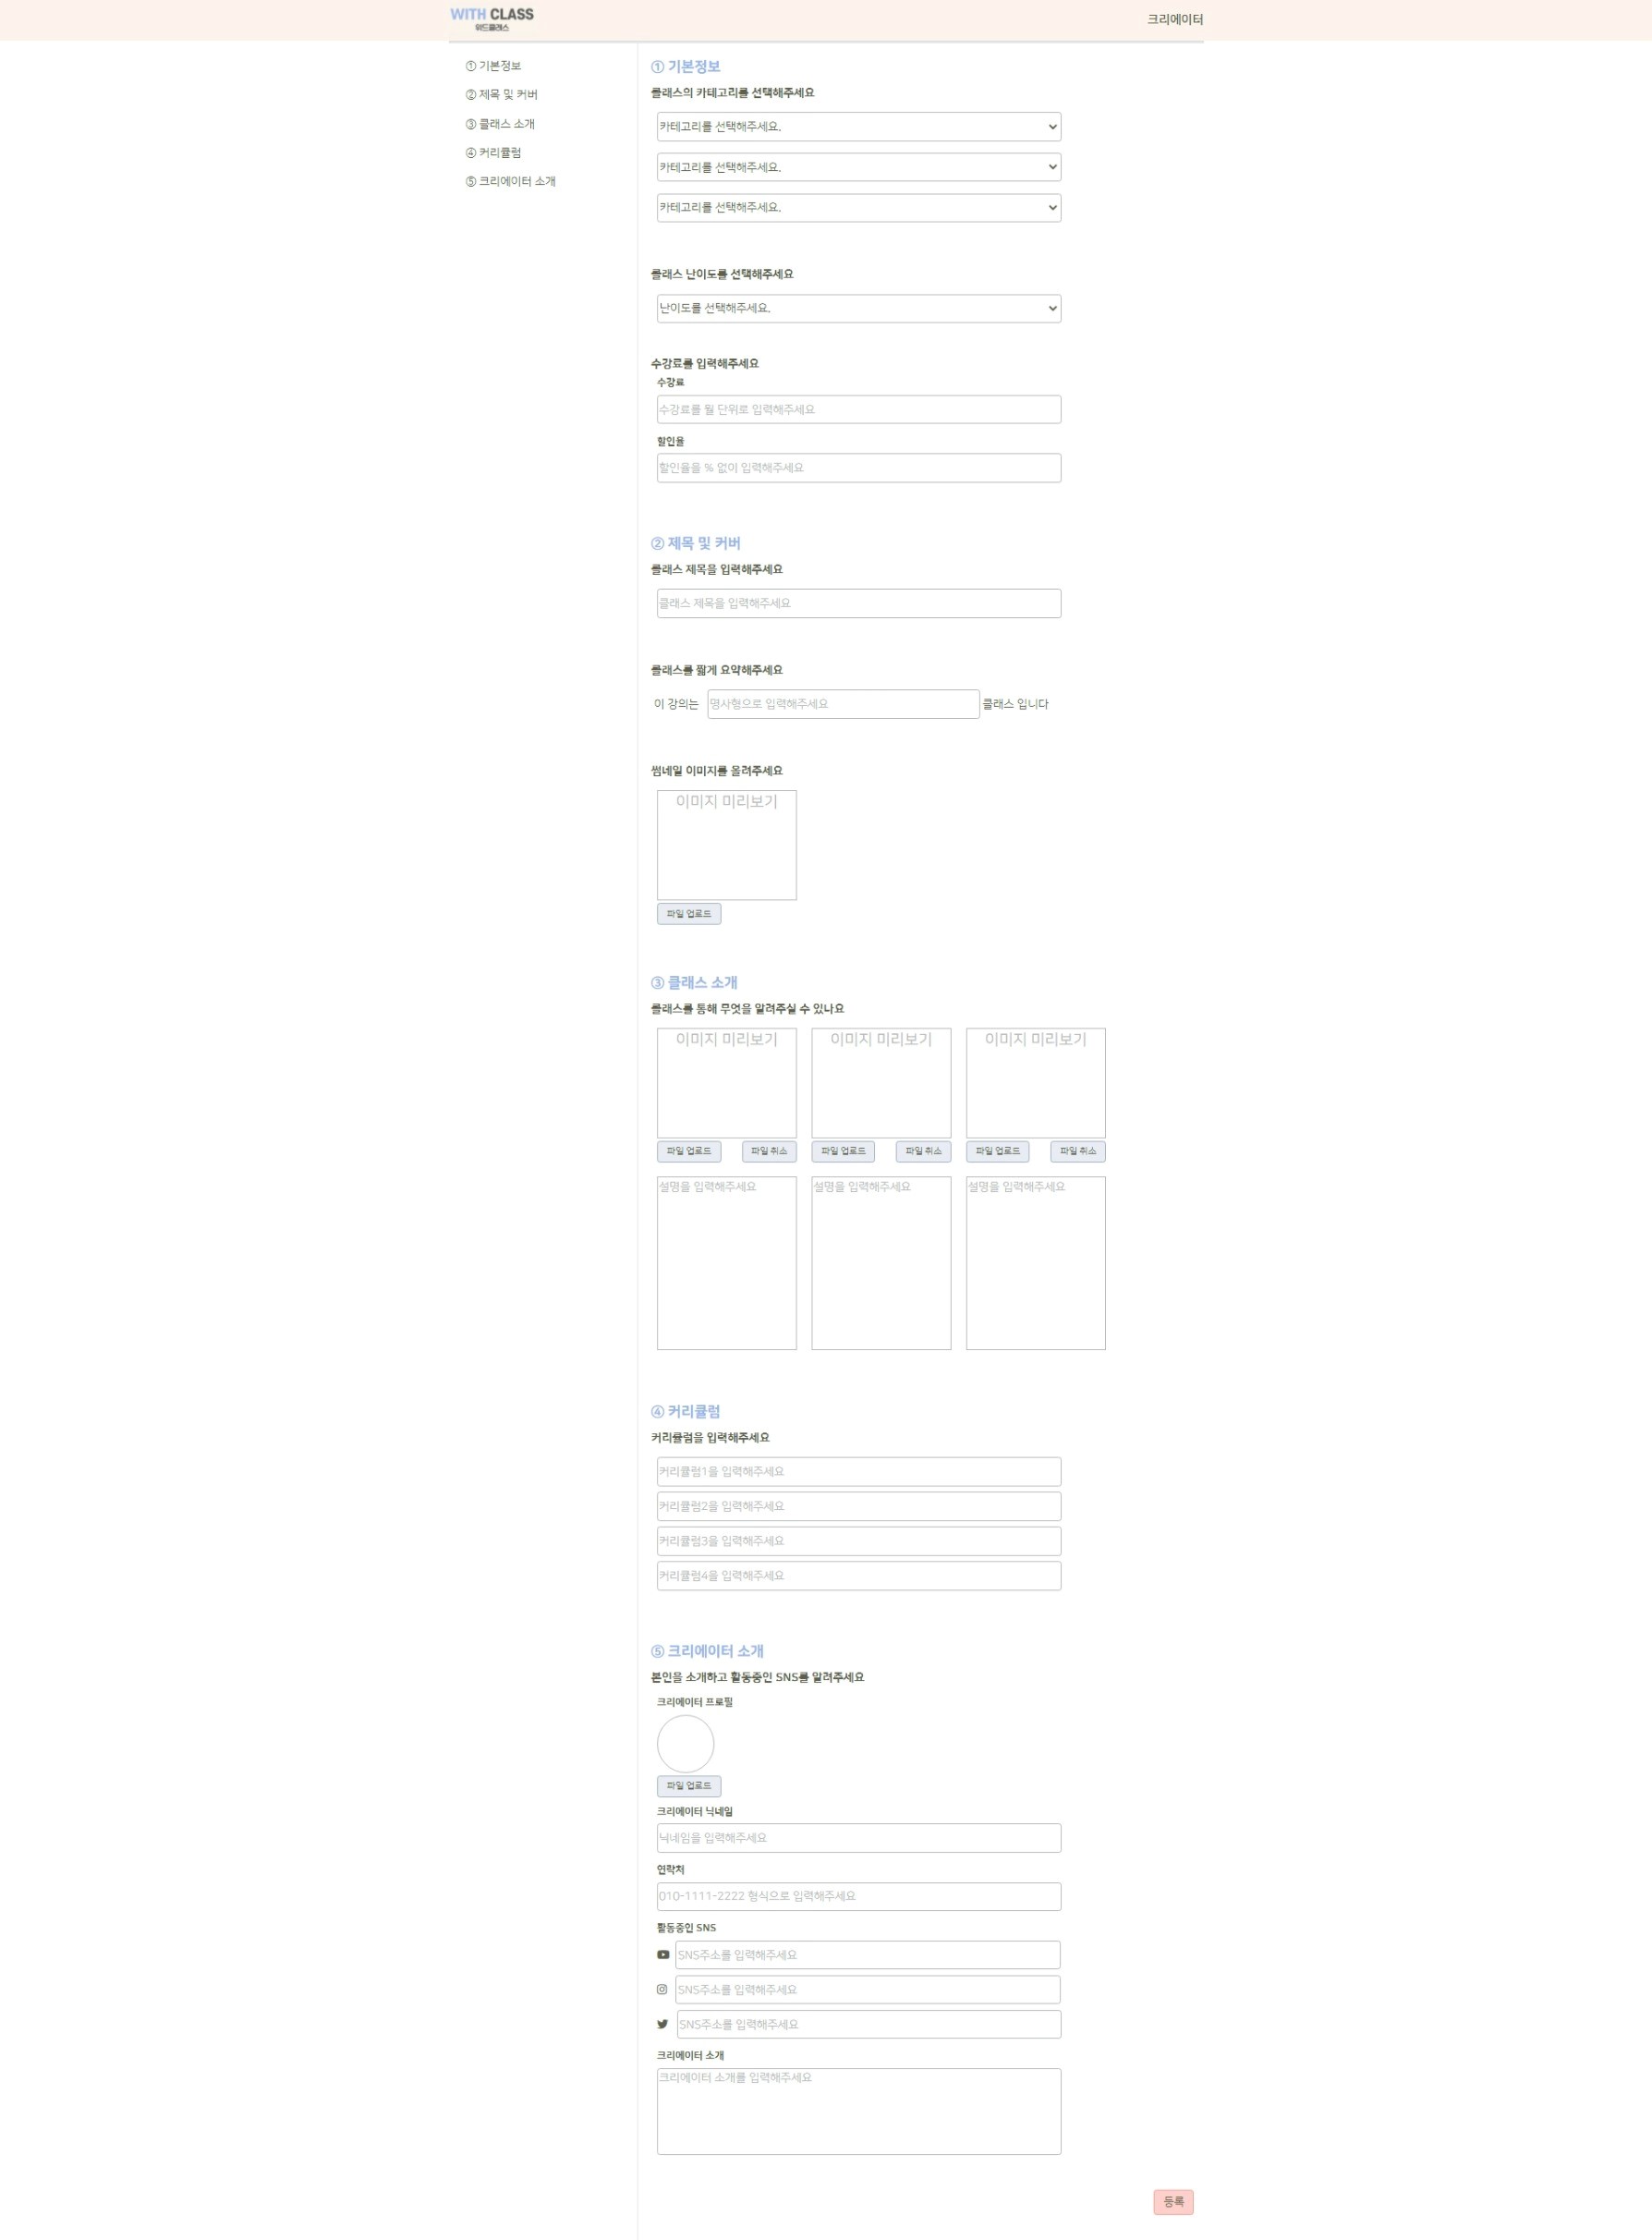 WITH CLASS
위드클래스
크리에이터
① 기본정보
② 제목 및 커버
③ 클래스 소개
④ 커리큘럼
⑤ 크리에이터 소개
① 기본정보
클래스의 카테고리를 선택해주세요
카테고리를 선택해주세요.
카테고리를 선택해주세요.
카테고리를 선택해주세요.
클래스 난이도를 선택해주세요
난이도를 선택해주세요.
수강료를 입력해주세요
수강료
수강료를 월 단위로 입력해주세요
할인율
할인율을 % 없이 입력해주세요
② 제목 및 커버
클래스 제목을 입력해주세요
클래스 제목을 입력해주세요
클래스를 짧게 요약해주세요
이 강의는 명사형으로 입력해주세요 클래스 입니다
썸네일 이미지를 올려주세요
이미지 미리보기
파일 업로드
③ 클래스 소개
클래스를 통해 무엇을 알려주실 수 있나요
이미지 미리보기 이미지 미리보기 이미지 미리보기
파일 업로드 파일 취소 파일 업로드 파일 취소 파일 업로드 파일 취소
설명을 입력해주세요 설명을 입력해주세요 설명을 입력해주세요
④ 커리큘럼
커리큘럼을 입력해주세요
커리큘럼1을 입력해주세요
커리큘럼2을 입력해주세요
커리큘럼3을 입력해주세요
커리큘럼4을 입력해주세요
⑤ 크리에이터 소개
본인을 소개하고 활동중인 SNS를 알려주세요
크리에이터 프로필
파일 업로드
크리에이터 닉네임
닉네임을 입력해주세요
연락처
010-1111-2222 형식으로 입력해주세요
활동중인 SNS
SNS주소를 입력해주세요
SNS주소를 입력해주세요
SNS주소를 입력해주세요
크리에이터 소개
크리에이터 소개를 입력해주세요
등록